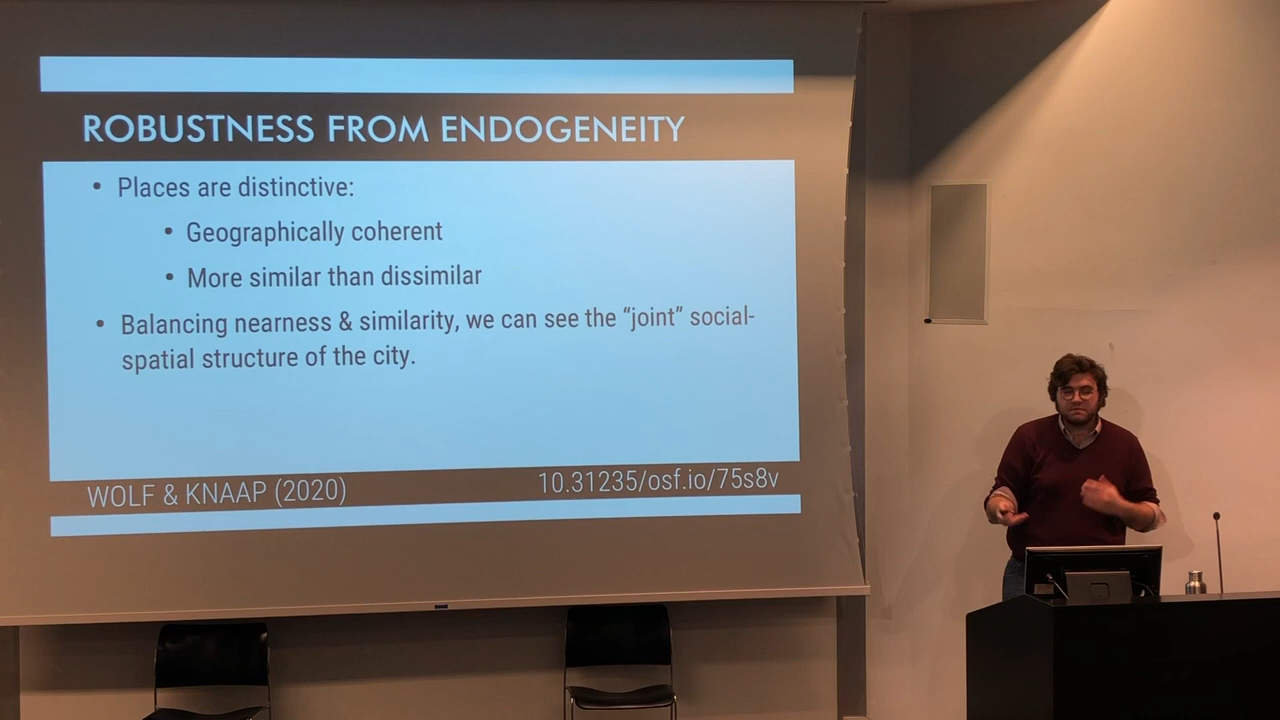 ROBUSTNESS FROM ENDOGENEITY
• Places are distinctive:
• Geographically coherent
• More similar than dissimilar
• Balancing nearness & similarity, we can see the “joint” social-
spatial structure of the city.
WOLF & KNAAP (2020) 10.31235/osf.io/75s8v